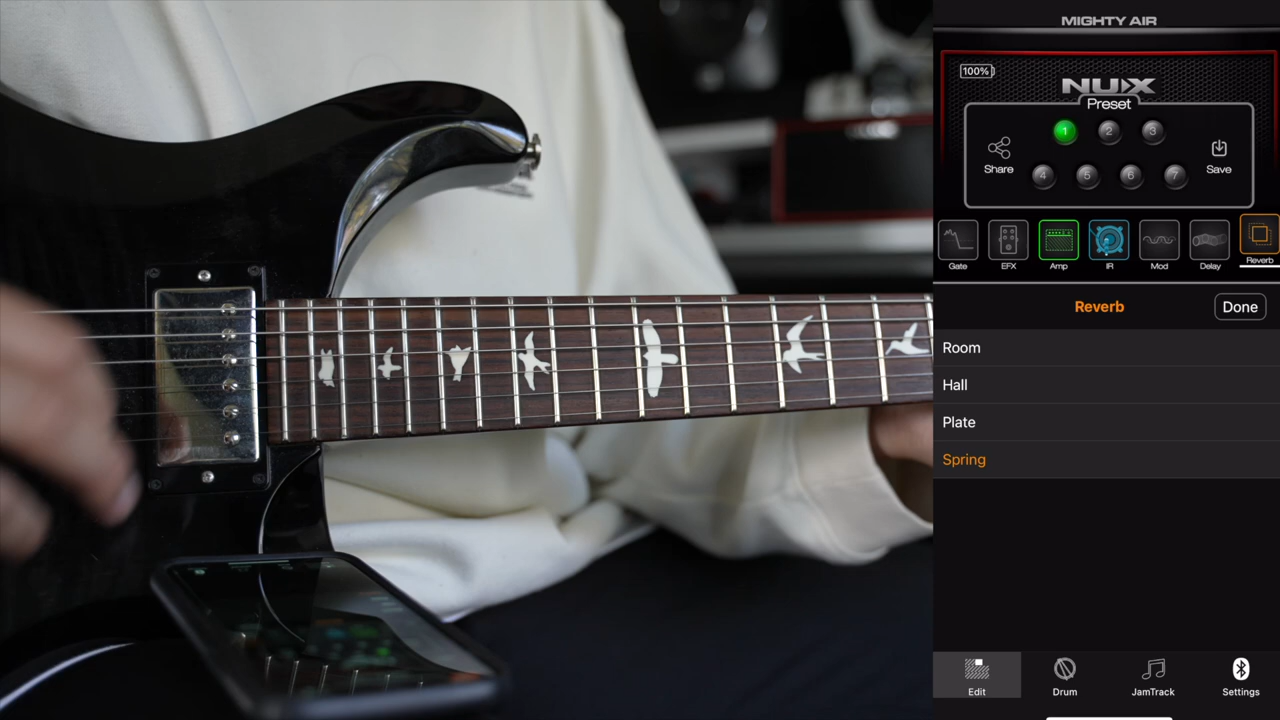 MIGHTY AIR
100%
NUX
Preset
1 2 3
Share
Save
4 5 6 7
Gate EFX Amp IR Mod Delay Reverb
Reverb Done
Room
Hall
Plate
Spring
Edit Drum JamTrack Settings